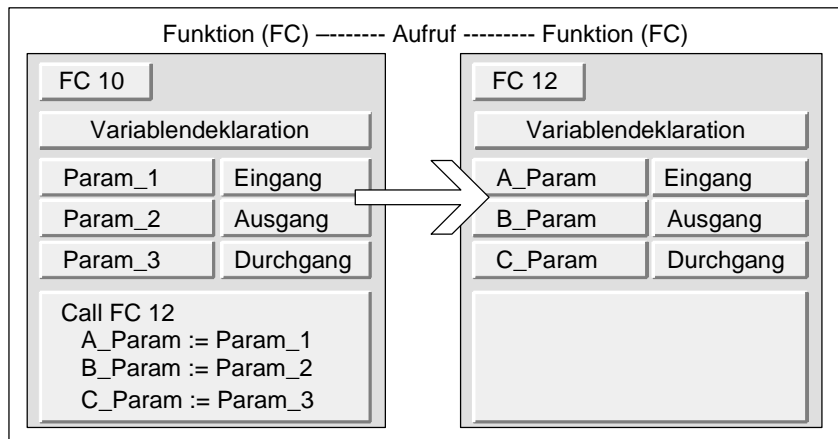 Funktion (FC) –------- Aufruf --------- Funktion (FC)
FC 10
Variablendeklaration
Param_1 Eingang
Param_2 Ausgang
Param_3 Durchgang
Call FC 12
A_Param := Param_1
B_Param := Param_2
C_Param := Param_3
FC 12
Variablendeklaration
A_Param Eingang
B_Param Ausgang
C_Param Durchgang